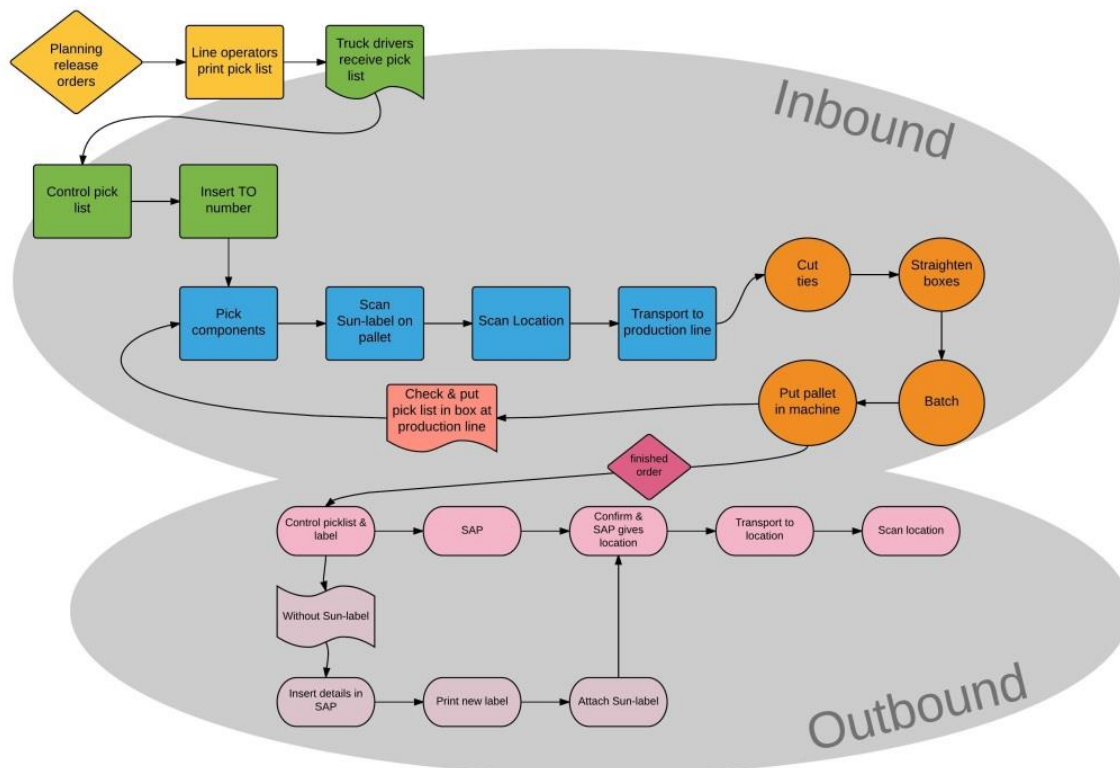 Planning
release
orders
Line operators
print pick list
Truck drivers
receive pick
list
Inbound
Control pick
list
Insert TO
number
Pick
components
Scan
Sun-label on
pallet
Scan Location
Transport to
production line
Cut
ties
Straighten
boxes
Check & put
pick list in box at
production line
Put pallet
in machine
Batch
finished
order
Control picklist &
label
SAP
Confirm &
SAP gives
location
Transport to
location
Scan location
Without Sun-label
Insert details in
SAP
Print new label
Attach Sun-label
Outbound